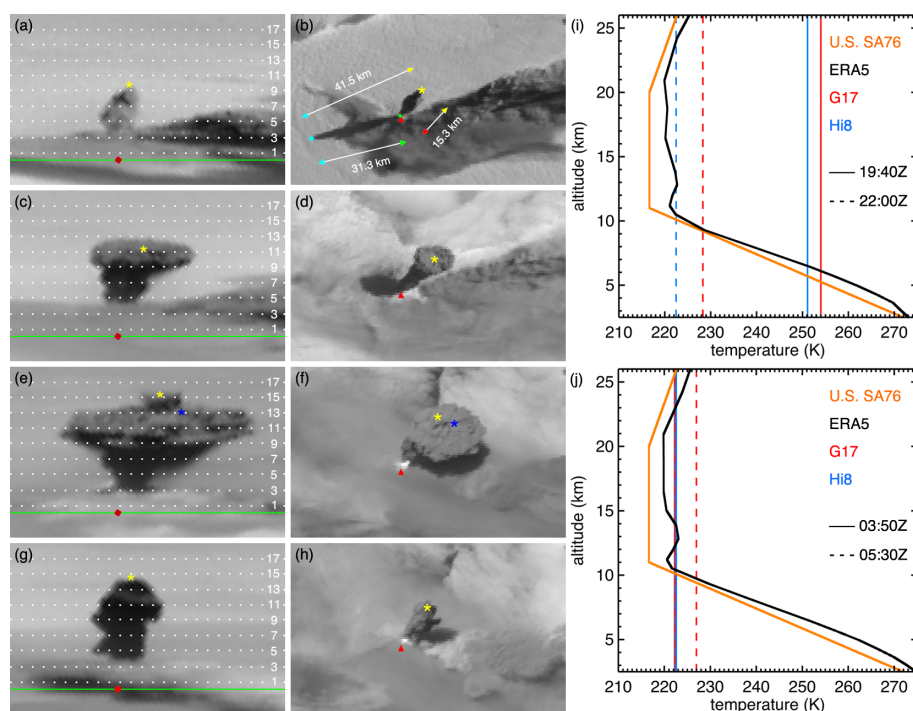 (a)
17
15
13
11
9
7
5
3
1
(b)
41.5 km
15.3 km
31.3 km
(c)
17
15
13
11
9
7
5
3
1
(d)
(e)
17
15
13
11
9
7
5
3
1
(f)
(g)
17
15
13
11
9
7
5
3
1
(h)
(i)
U.S. SA76
ERA5
G17
Hi8
19:40Z
22:00Z
altitude (km)
25
20
15
10
5
210 220 230 240 250 260 270
temperature (K)
(j)
U.S. SA76
ERA5
G17
Hi8
03:50Z
05:30Z
altitude (km)
25
20
15
10
5
210 220 230 240 250 260 270
temperature (K)